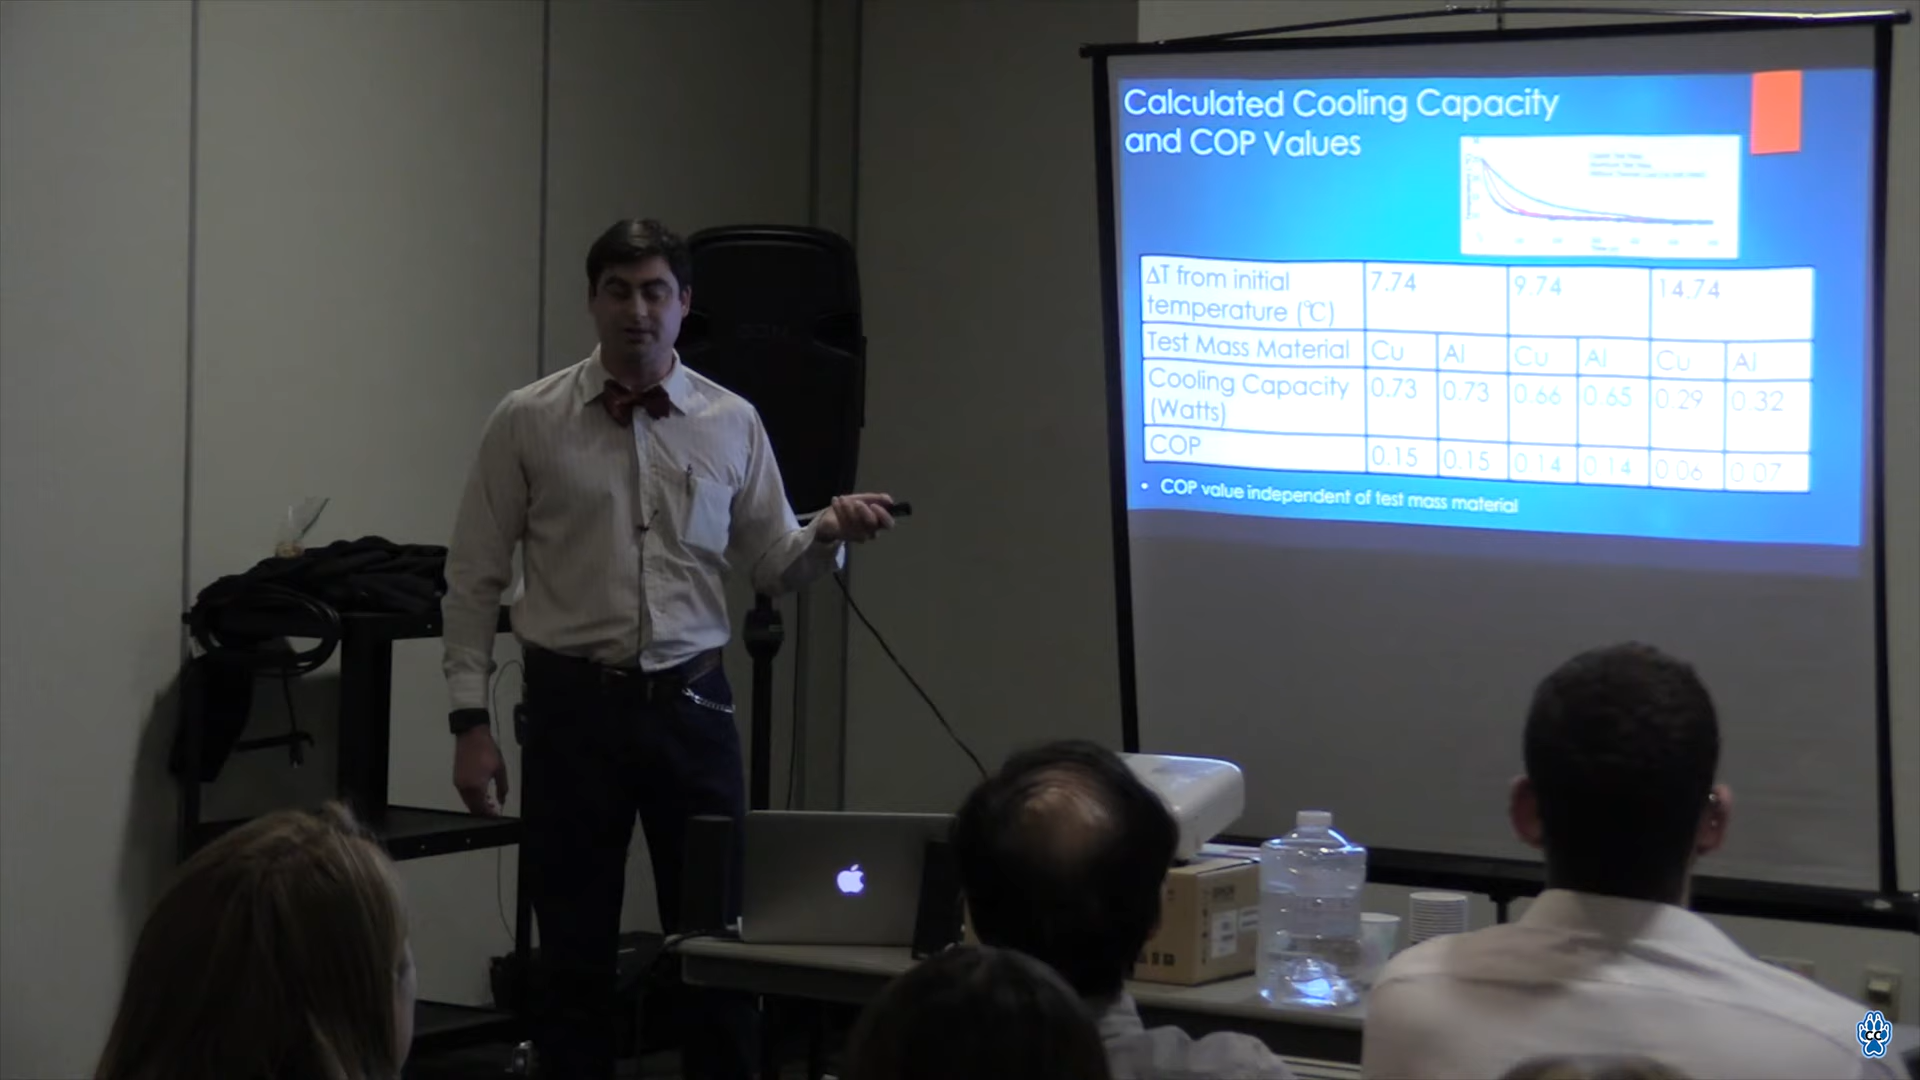 Calculated Cooling Capacity
and COP Values
ΔT from initial
temperature (℃)
7.74
9.74
14.74
Test Mass Material
Cu
Al
Cu
Al
Cu
Al
Cooling Capacity
(Watts)
0.73
0.73
0.66
0.65
0.29
0.32
COP
0.15
0.15
0.14
0.14
0.06
0.07
• COP value independent of test mass material